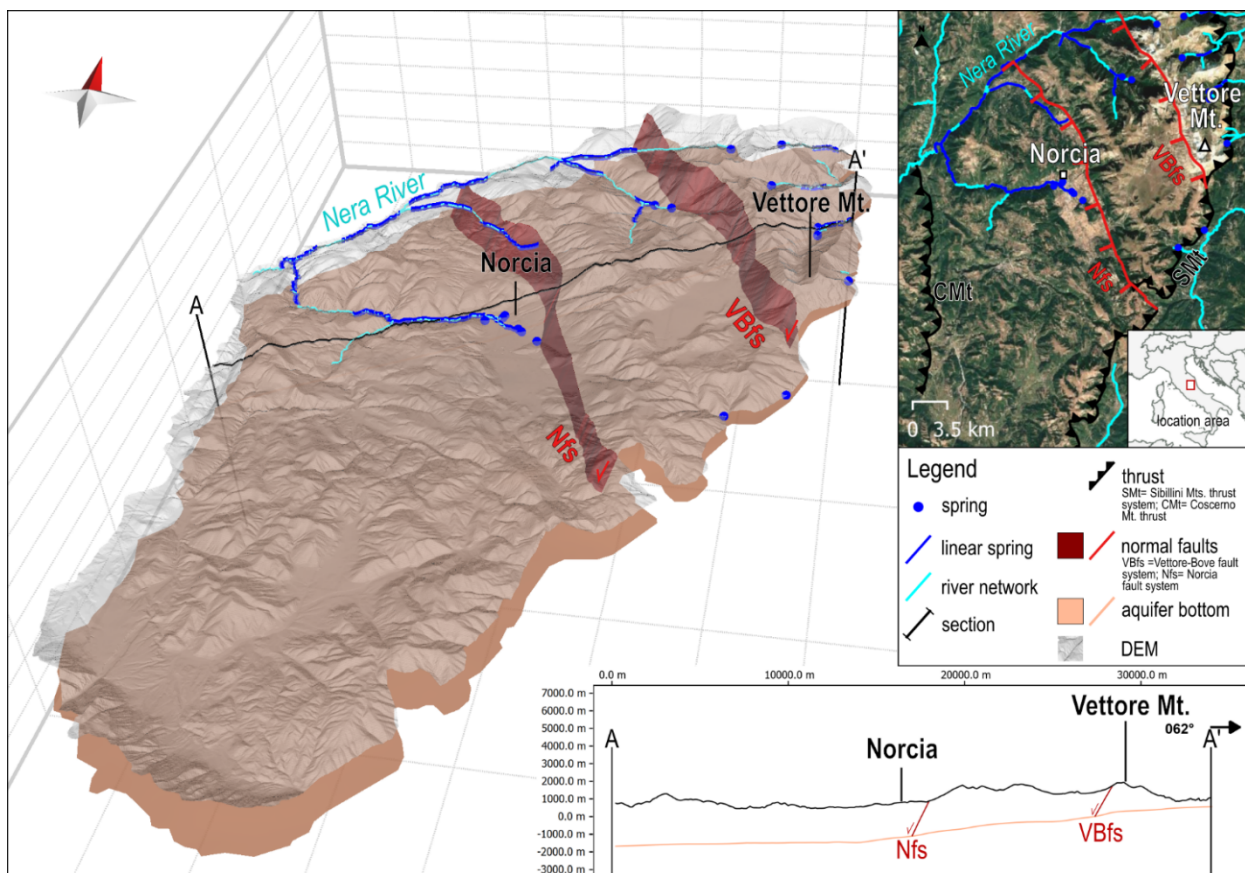 Nera River
A
Norcia
Nfs
VBfs
Vettore Mt.
A'
N
Nera River
Vettore
Mt.
Norcia
VBfs
Nfs
SMt
CMt
0 3.5 km
location area
Legend
spring
linear spring
river network
section
thrust
SMt= Sibillini Mts. thrust
system; CMt= Coscerno
Mt. thrust
normal faults
VBfs =Vettore-Bove fault
system; Nfs= Norcia
fault system
aquifer bottom
DEM
0.0 m 10000.0 m 20000.0 m 30000.0 m
7000.0 m
6000.0 m
5000.0 m
4000.0 m
3000.0 m
2000.0 m
1000.0 m
0.0 m
-1000.0 m
-2000.0 m
-3000.0 m
A
Norcia
Vettore Mt.
062°
A'
Nfs
VBfs